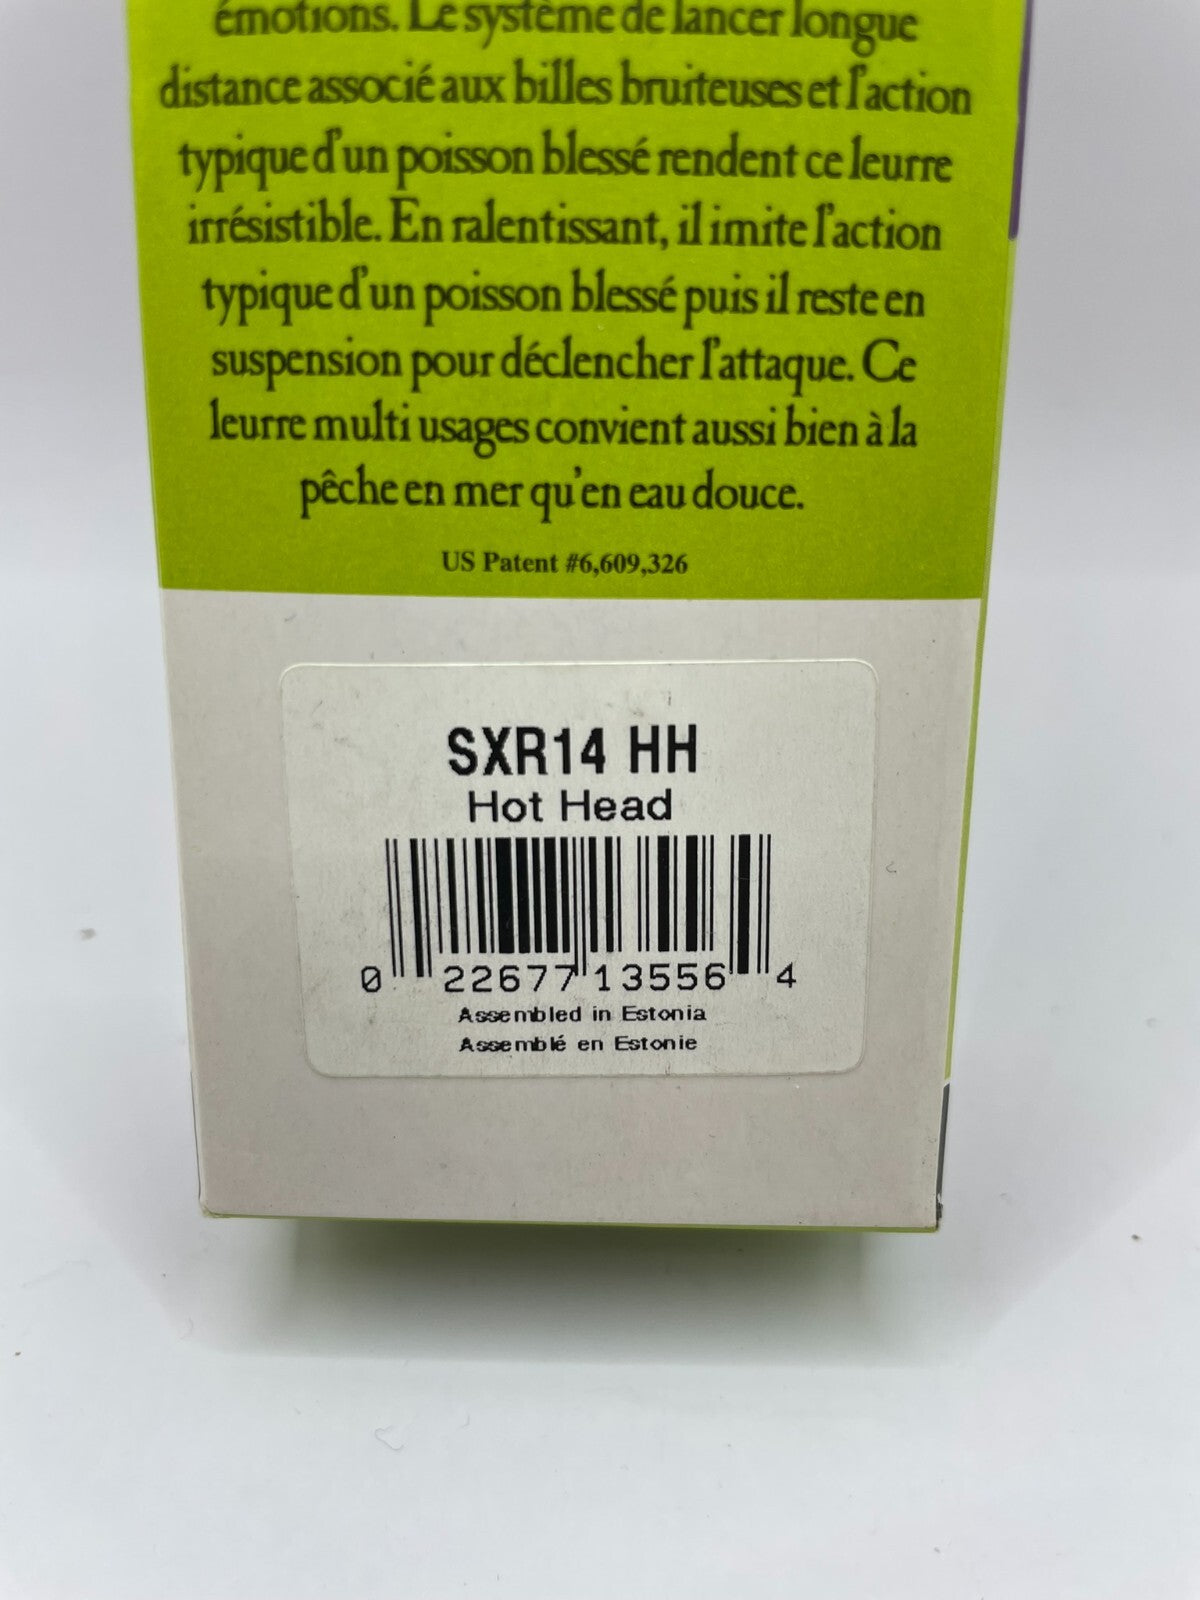 émotions. Le système de lancer longue
distance associé aux billes bruiteuses et l'action
typique d'un poisson blessé rendent ce leurre
irrésistible. En ralentissant, il imite l'action
typique d'un poisson blessé puis il reste en
suspension pour déclencher l'attaque. Ce
leurre multi usages convient aussi bien à la
pêche en mer qu'en eau douce.
US Patent #6,609,326
SXR14 HH
Hot Head
0 22677 13556 4
Assembled in Estonia
Assemblé en Estonie